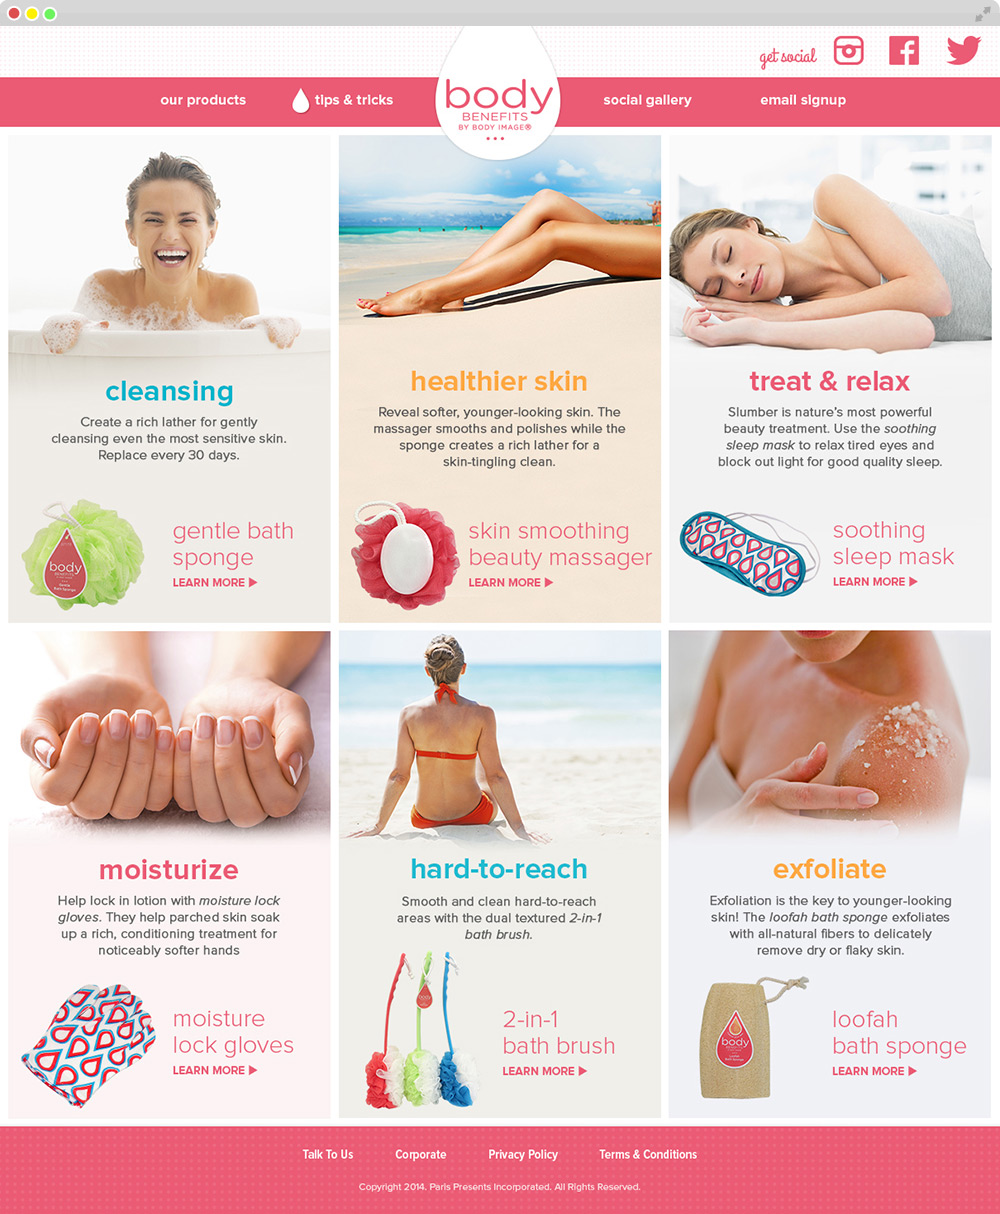 get social
our products
tips & tricks
body
BENEFITS
BY BODY IMAGE®
social gallery
email signup
cleansing
Create a rich lather for gently
cleansing even the most sensitive skin.
Replace every 30 days.
body
BENEFITS
Gentle
Bath Sponge
gentle bath
sponge
LEARN MORE
healthier skin
Reveal softer, younger-looking skin. The
massager smooths and polishes while the
sponge creates a rich lather for a
skin-tingling clean.
skin smoothing
beauty massager
LEARN MORE
treat & relax
Slumber is nature's most powerful
beauty treatment. Use the soothing
sleep mask to relax tired eyes and
block out light for good quality sleep.
soothing
sleep mask
LEARN MORE
moisturize
Help lock in lotion with moisture lock
gloves. They help parched skin soak
up a rich, conditioning treatment for
noticeably softer hands
moisture
lock gloves
LEARN MORE
hard-to-reach
Smooth and clean hard-to-reach
areas with the dual textured 2-in-1
bath brush.
body
2-in-1
bath brush
LEARN MORE
exfoliate
Exfoliation is the key to younger-looking
skin! The loofah bath sponge exfoliates
with all-natural fibers to delicately
remove dry or flaky skin.
body
Loofah
Bath Sponge
loofah
bath sponge
LEARN MORE
Talk To Us
Corporate
Privacy Policy
Terms & Conditions
Copyright 2014. Paris Presents Incorporated. All Rights Reserved.